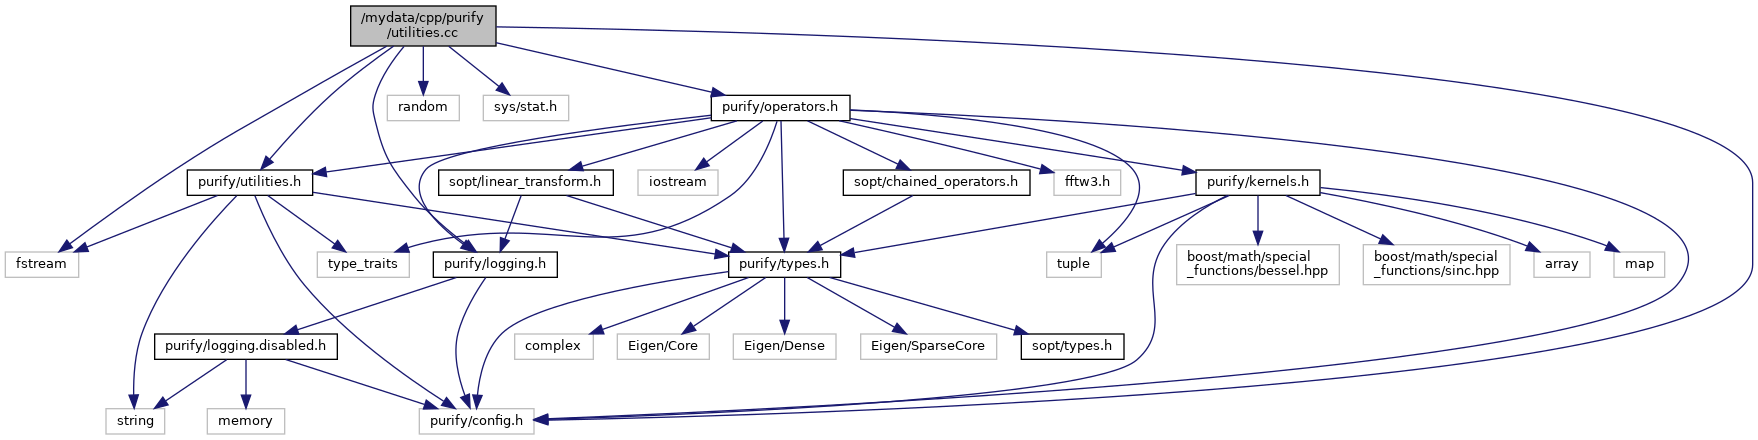 /mydata/cpp/purify
/utilities.cc
random
sys/stat.h
purify/operators.h
purify/utilities.h
sopt/linear_transform.h
iostream
sopt/chained_operators.h
fftw3.h
purify/kernels.h
fstream
type_traits
purify/logging.h
purify/types.h
tuple
boost/math/special
_functions/bessel.hpp
boost/math/special
_functions/sinc.hpp
array
map
purify/logging.disabled.h
complex
Eigen/Core
Eigen/Dense
Eigen/SparseCore
sopt/types.h
string
memory
purify/config.h